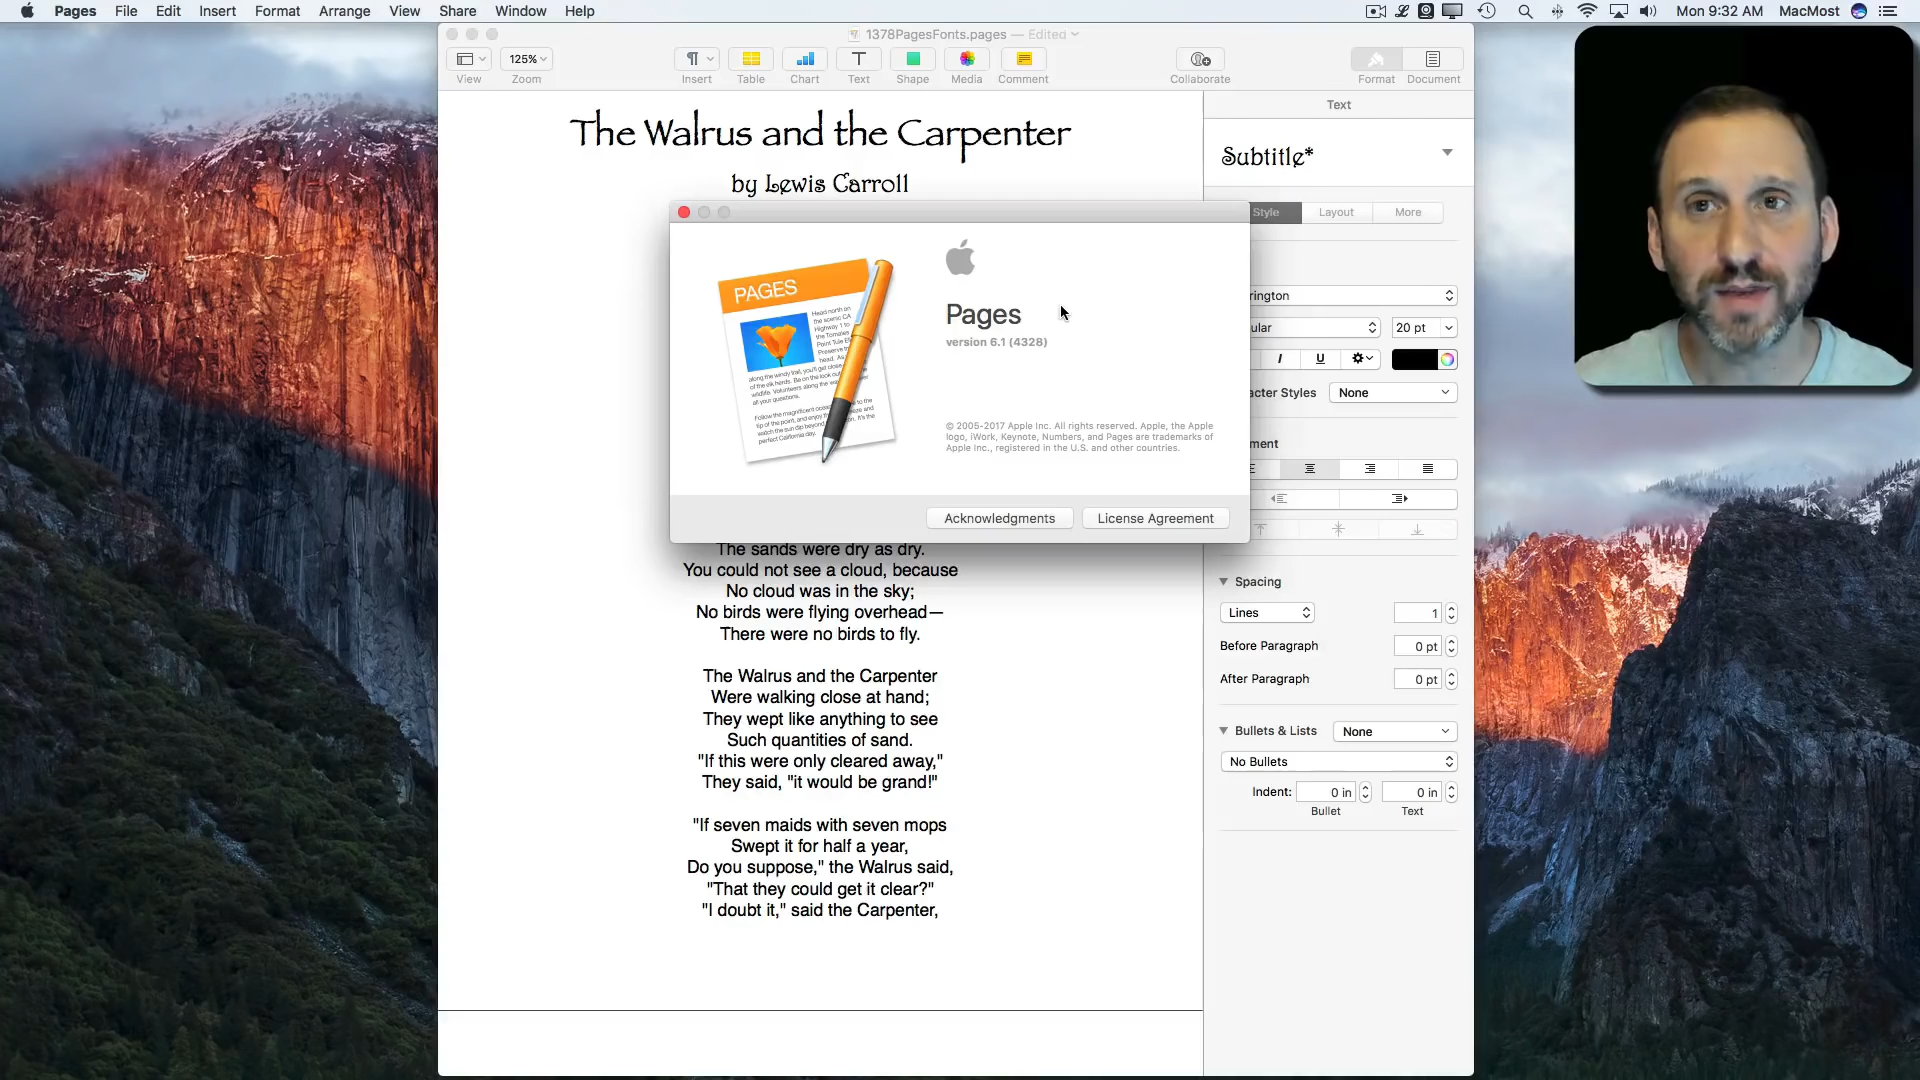 Pages File Edit Insert Format Arrange View Share Window Help
Mon 9:32 AM MacMost
1378PagesFonts.pages — Edited
125%
View Zoom Insert Table Chart Text Shape Media Comment Collaborate Format Document
The Walrus and the Carpenter
by Lewis Carroll
Text
Subtitle*
Style Layout More
rington
ular 20 pt
I U
acter Styles None
ment
PAGES
Head north on
the scenic CA
Highway 1 to
Pages
version 6.1 (4328)
© 2005-2017 Apple Inc. All rights reserved. Apple, the Apple
logo, iWork, Keynote, Numbers, and Pages are trademarks of
Apple Inc., registered in the U.S. and other countries.
Acknowledgments License Agreement
The sands were dry as dry.
You could not see a cloud, because
No cloud was in the sky;
No birds were flying overhead—
There were no birds to fly.
The Walrus and the Carpenter
Were walking close at hand;
They wept like anything to see
Such quantities of sand.
"If this were only cleared away,"
They said, "it would be grand!"
"If seven maids with seven mops
Swept it for half a year,
Do you suppose," the Walrus said,
"That they could get it clear?"
"I doubt it," said the Carpenter,
Spacing
Lines 1
Before Paragraph 0 pt
After Paragraph 0 pt
Bullets & Lists None
No Bullets
Indent: 0 in 0 in
Bullet Text